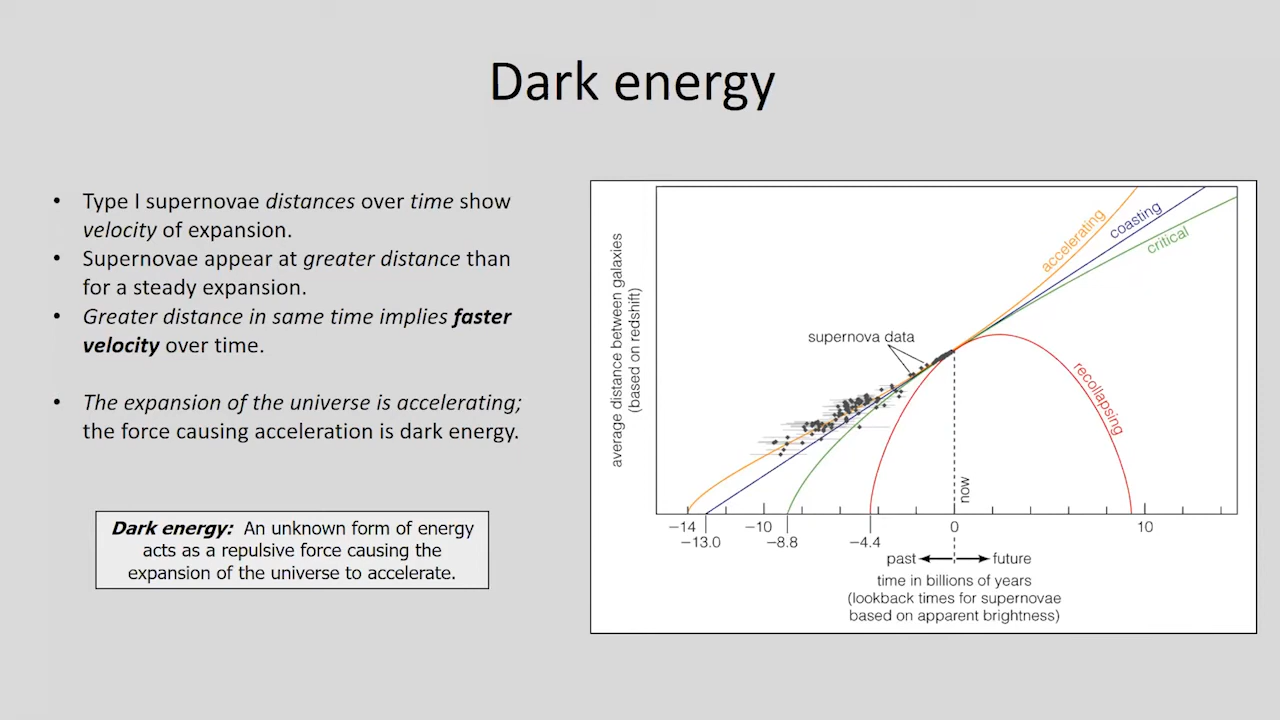 Dark energy
• Type I supernovae distances over time show
velocity of expansion.
• Supernovae appear at greater distance than
for a steady expansion.
• Greater distance in same time implies faster
velocity over time.
• The expansion of the universe is accelerating;
the force causing acceleration is dark energy.
Dark energy: An unknown form of energy
acts as a repulsive force causing the
expansion of the universe to accelerate.
average distance between galaxies
(based on redshift)
accelerating
coasting
critical
supernova data
recollapsing
now
−14
−10
0
10
−13.0
−8.8
−4.4
past
future
time in billions of years
(lookback times for supernovae
based on apparent brightness)